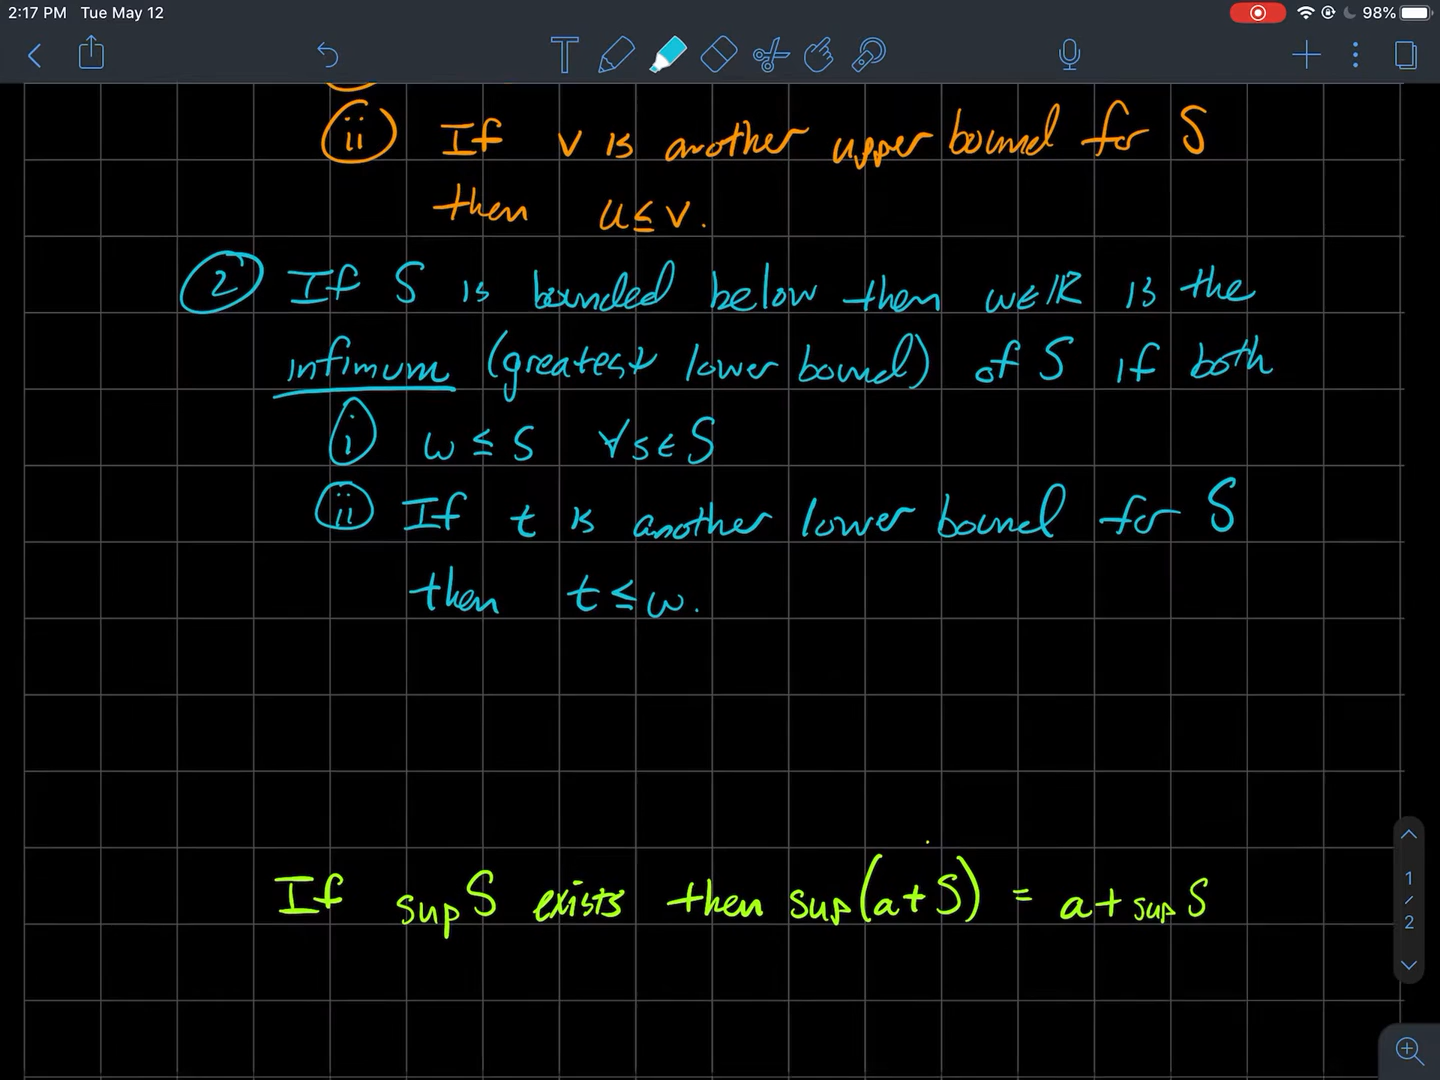 2:17 PM Tue May 12
98%
ii If v is another upper bound for S
then u ≤ v.
2 If S is bounded below then w∈ℝ is the
infimum (greatest lower bound) of S if both
i w ≤ s ∀s∈S
ii If t is another lower bound for S
then t ≤ w.
If sup S exists then sup(a+S) = a + sup S
1
/
2